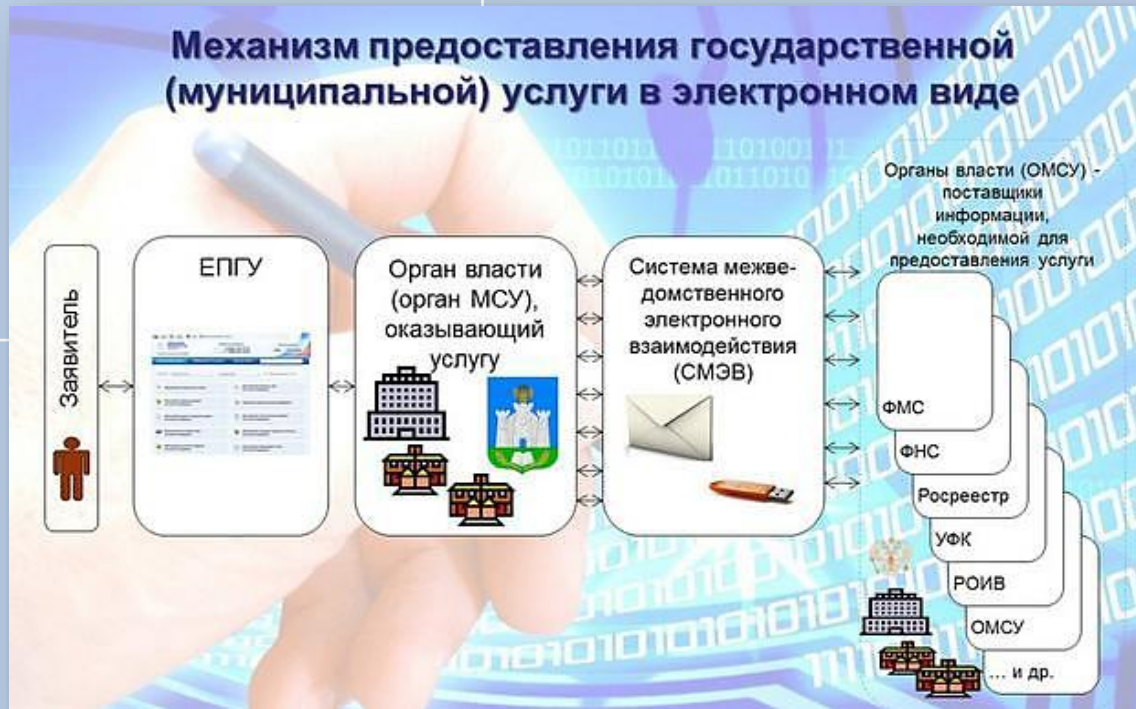 Механизм предоставления государственной
(муниципальной) услуги в электронном виде
Заявитель
ЕПГУ
Орган власти
(орган МСУ),
оказывающий
услугу
Система межве-
домственного
электронного
взаимодействия
(СМЭВ)
Органы власти (ОМСУ) -
поставщики
информации,
необходимой для
предоставления услуги
ФМС
ФНС
Росреестр
УФК
РОИВ
ОМСУ
... и др.